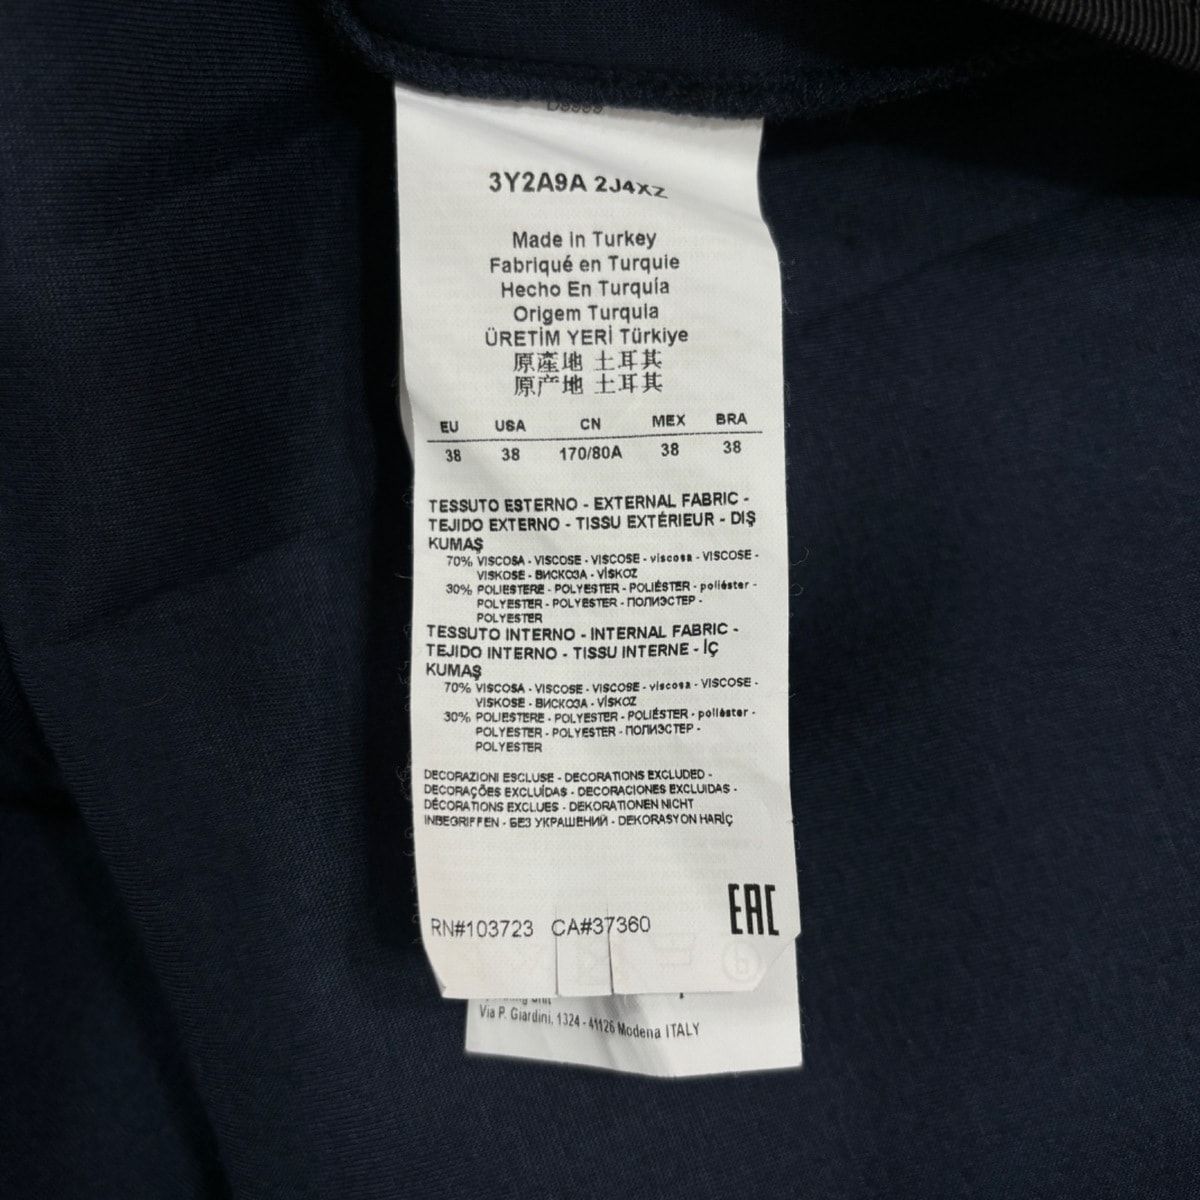 3Y2A9A 2J4XZ
Made in Turkey
Fabriqué en Turquie
Hecho En Turquía
Origem Turquia
ÜRETİM YERİ Türkiye
原產地 土耳其
原产地 土耳其
EU USA CN MEX BRA
38 38 170/80A 38 38
TESSUTO ESTERNO - EXTERNAL FABRIC -
TEJIDO EXTERNO - TISSU EXTÉRIEUR - DIŞ
KUMAŞ
70% VISCOSA - VISCOSE - VISCOSE - viscosa - VISCOSE -
VISKOSE - ВИСКОЗА - VİSKOZ
30% POLIESTERE - POLYESTER - POLIÉSTER - poliéster -
POLYESTER - POLYESTER - ПОЛИЭСТЕР -
POLYESTER
TESSUTO INTERNO - INTERNAL FABRIC -
TEJIDO INTERNO - TISSU INTERNE - İÇ
KUMAŞ
70% VISCOSA - VISCOSE - VISCOSE - viscosa - VISCOSE -
VISKOSE - ВИСКОЗА - VİSKOZ
30% POLIESTERE - POLYESTER - POLIÉSTER - poliéster -
POLYESTER - POLYESTER - ПОЛИЭСТЕР -
POLYESTER
DECORAZIONI ESCLUSE - DECORATIONS EXCLUDED -
DECORAÇÕES EXCLUÍDAS - DECORACIONES EXCLUIDAS -
DÉCORATIONS EXCLUES - DEKORATIONEN NICHT
INBEGRIFFEN - БЕЗ УКРАШЕНИЙ - DEKORASYON HARİÇ
EAC
RN#103723 CA#37360
Via P. Giardini, 1324 - 41126 Modena ITALY